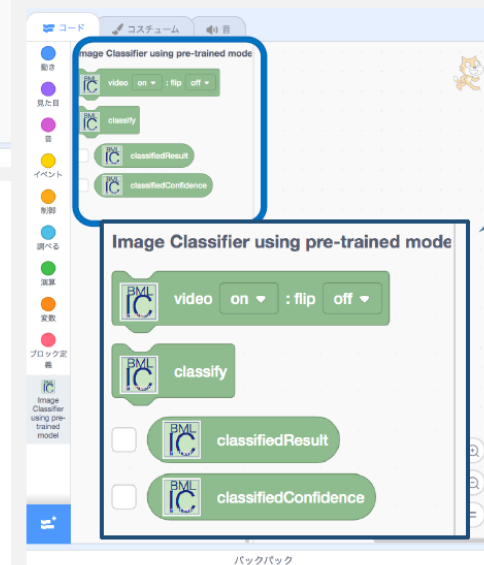 コード
コスチューム
音
動き
見た目
音
イベント
制御
調べる
演算
変数
ブロック定
義
Image
Classifier
using pre-
trained
model
Image Classifier using pre-trained mode
BML IC video on : flip off
BML IC classify
BML IC classifiedResult
BML IC classifiedConfidence
Image Classifier using pre-trained mode
BML IC video on : flip off
BML IC classify
BML IC classifiedResult
BML IC classifiedConfidence
バックパック